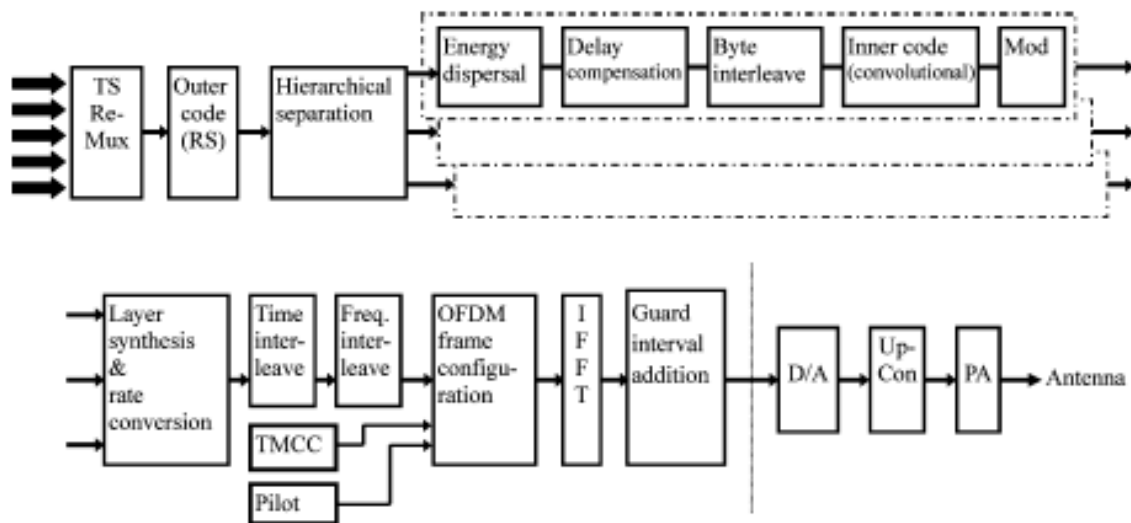 TS
Re-
Mux
Outer
code
(RS)
Hierarchical
separation
Energy
dispersal
Delay
compensation
Byte
interleave
Inner code
(convolutional)
Mod
Layer
synthesis
&
rate
conversion
Time
inter-
leave
Freq.
inter-
leave
TMCC
Pilot
OFDM
frame
configu-
ration
I
F
F
T
Guard
interval
addition
D/A
Up-
Con
PA
Antenna